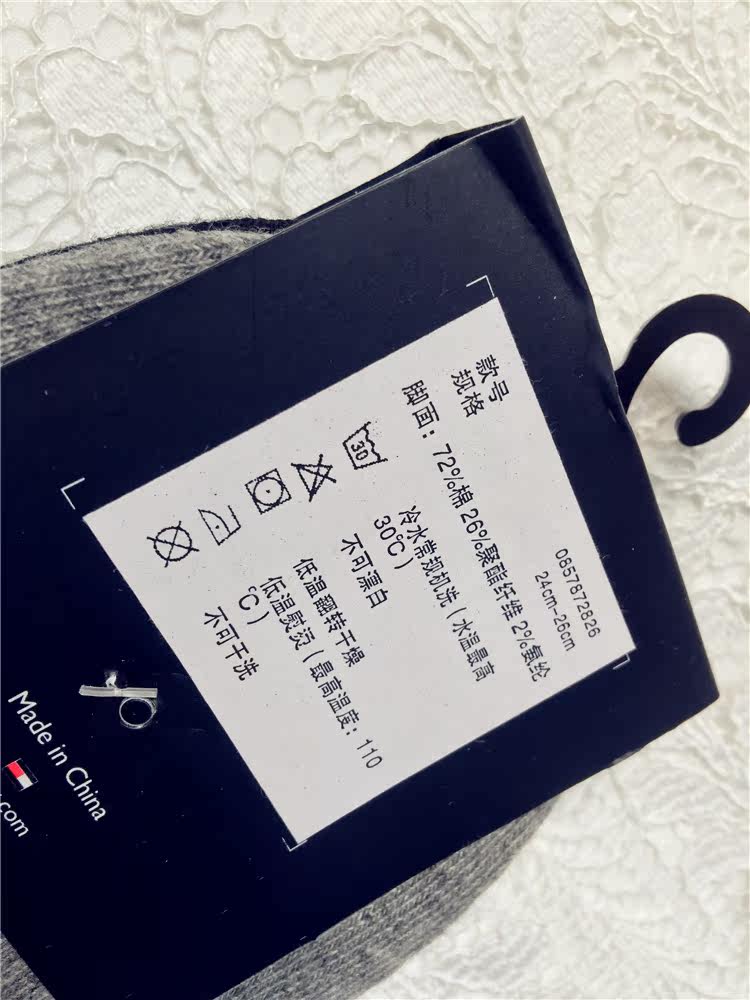 款号 0857872826
规格 24cm-26cm
脚面：72%棉 26%聚酯纤维 2%氨纶
30
冷水常规机洗（水温最高
30℃）
不可漂白
低温翻转干燥
低温熨烫（最高温度：110
℃）
不可干洗
Made in China
.com